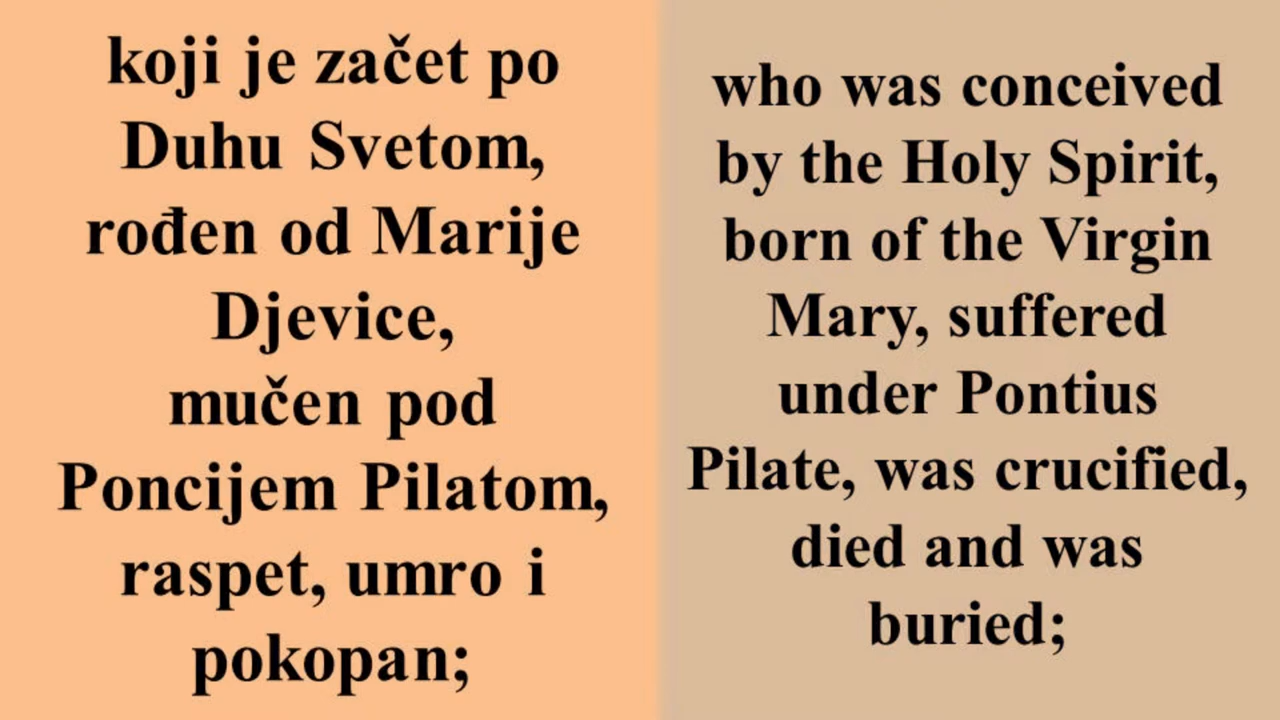 koji je začet po
Duhu Svetom,
rođen od Marije
Djevice,
mučen pod
Poncijem Pilatom,
raspet, umro i
pokopan;
who was conceived
by the Holy Spirit,
born of the Virgin
Mary, suffered
under Pontius
Pilate, was crucified,
died and was
buried;